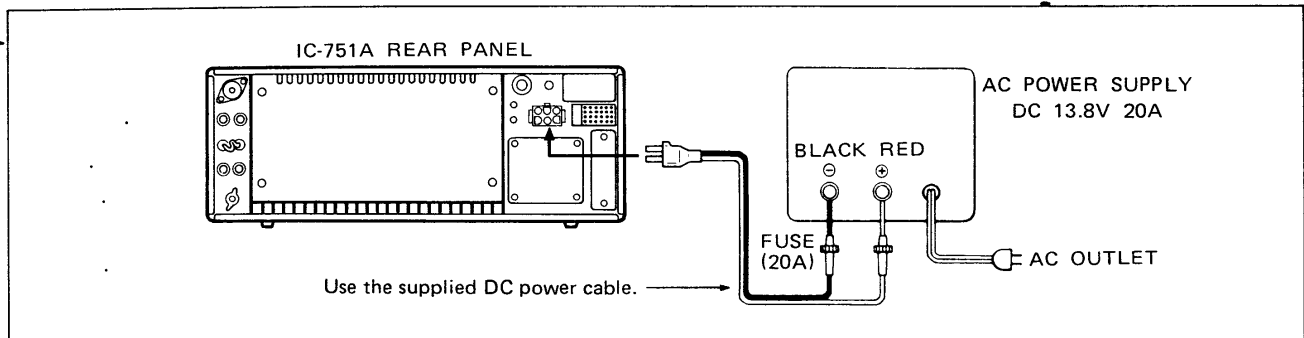 IC-751A REAR PANEL
AC POWER SUPPLY
DC 13.8V 20A
BLACK RED
⊖ ⊕
FUSE
(20A)
AC OUTLET
Use the supplied DC power cable.